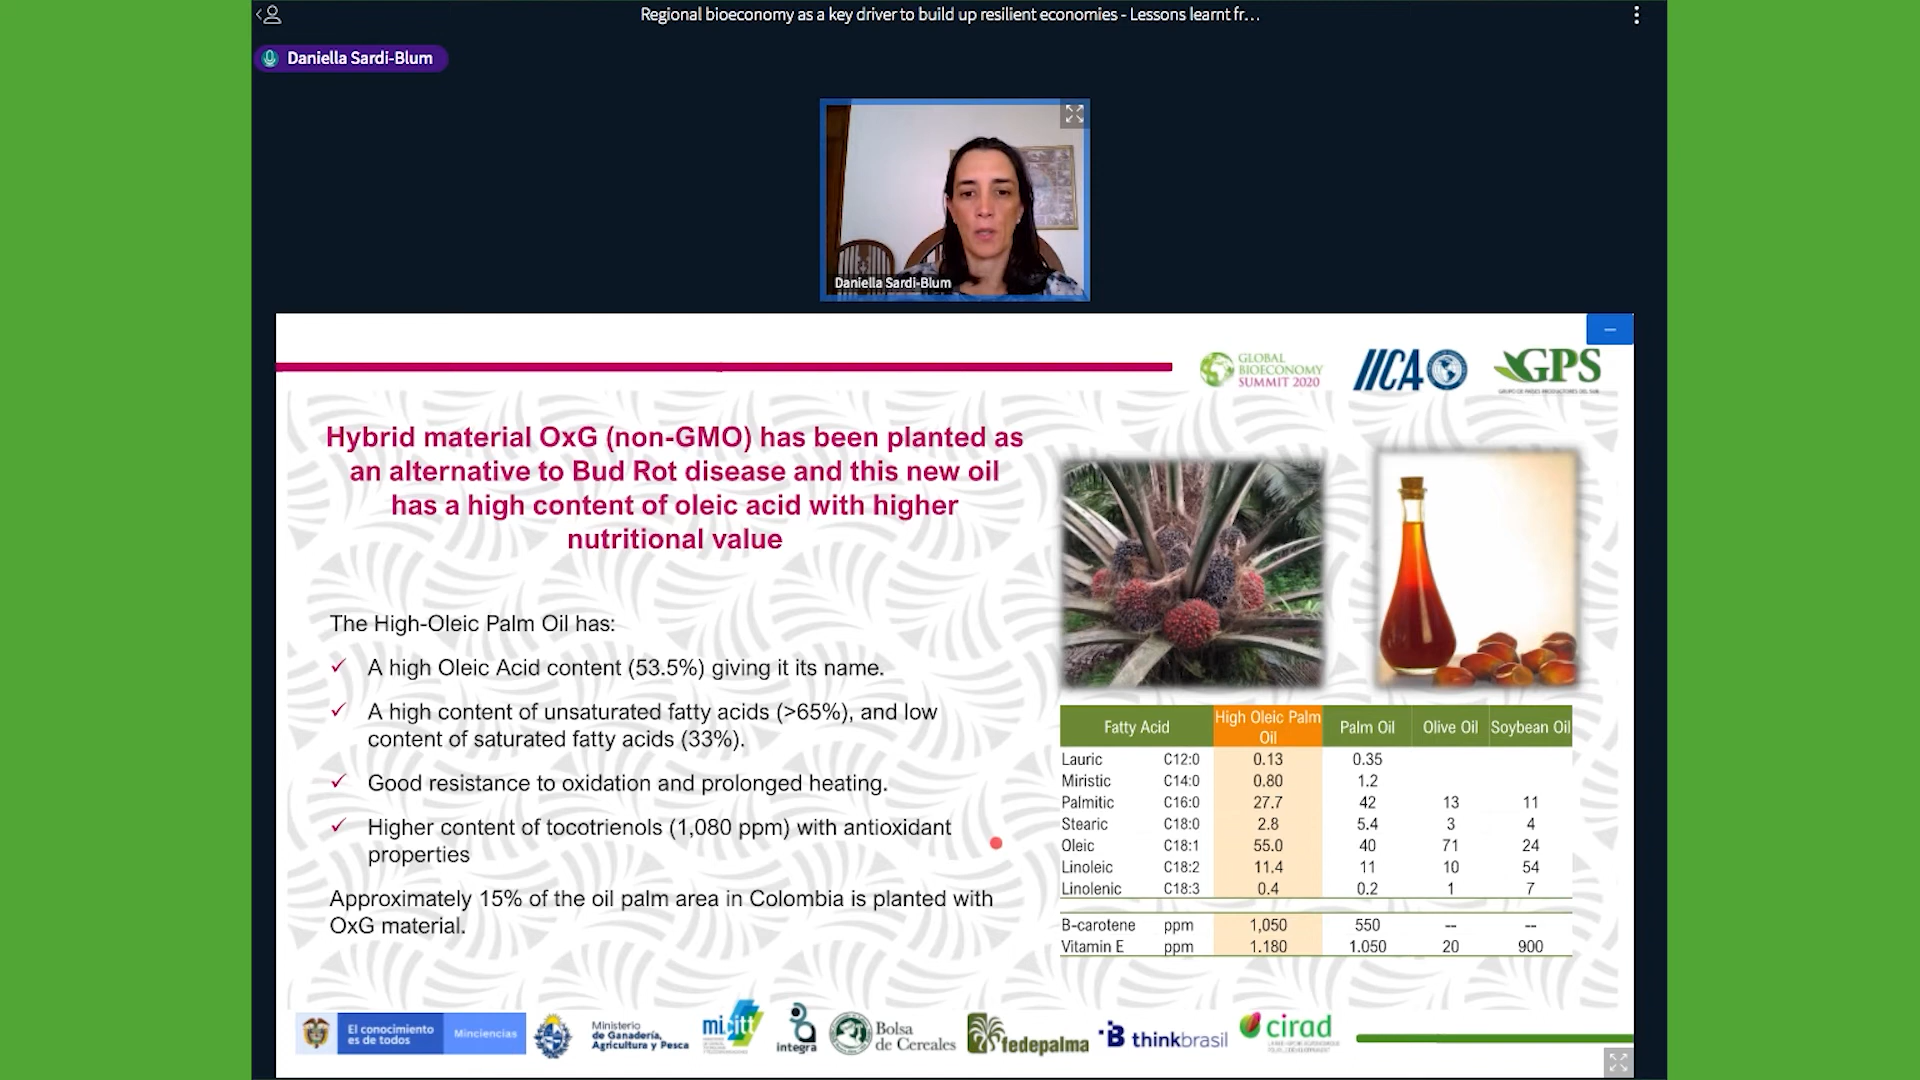 Regional bioeconomy as a key driver to build up resilient economies - Lessons learnt fr…
Daniella Sardi-Blum
Daniella Sardi-Blum
GLOBAL
BIOECONOMY
SUMMIT 2020
IICA
GPS
GRUPO DE PAISES PRODUCTORES DEL SUR
Hybrid material OxG (non-GMO) has been planted as
an alternative to Bud Rot disease and this new oil
has a high content of oleic acid with higher
nutritional value
The High-Oleic Palm Oil has:
✓ A high Oleic Acid content (53.5%) giving it its name.
✓ A high content of unsaturated fatty acids (>65%), and low
content of saturated fatty acids (33%).
✓ Good resistance to oxidation and prolonged heating.
✓ Higher content of tocotrienols (1,080 ppm) with antioxidant
properties
Approximately 15% of the oil palm area in Colombia is planted with
OxG material.
Fatty Acid High Oleic Palm Oil Palm Oil Olive Oil Soybean Oil
Lauric C12:0 0.13 0.35
Miristic C14:0 0.80 1.2
Palmitic C16:0 27.7 42 13 11
Stearic C18:0 2.8 5.4 3 4
Oleic C18:1 55.0 40 71 24
Linoleic C18:2 11.4 11 10 54
Linolenic C18:3 0.4 0.2 1 7
B-carotene ppm 1,050 550 -- --
Vitamin E ppm 1.180 1.050 20 900
El conocimiento
es de todos
Minciencias
Ministerio
de Ganadería,
Agricultura y Pesca
micitt
integra
Bolsa
de Cereales
fedepalma
B thinkbrasil
cirad